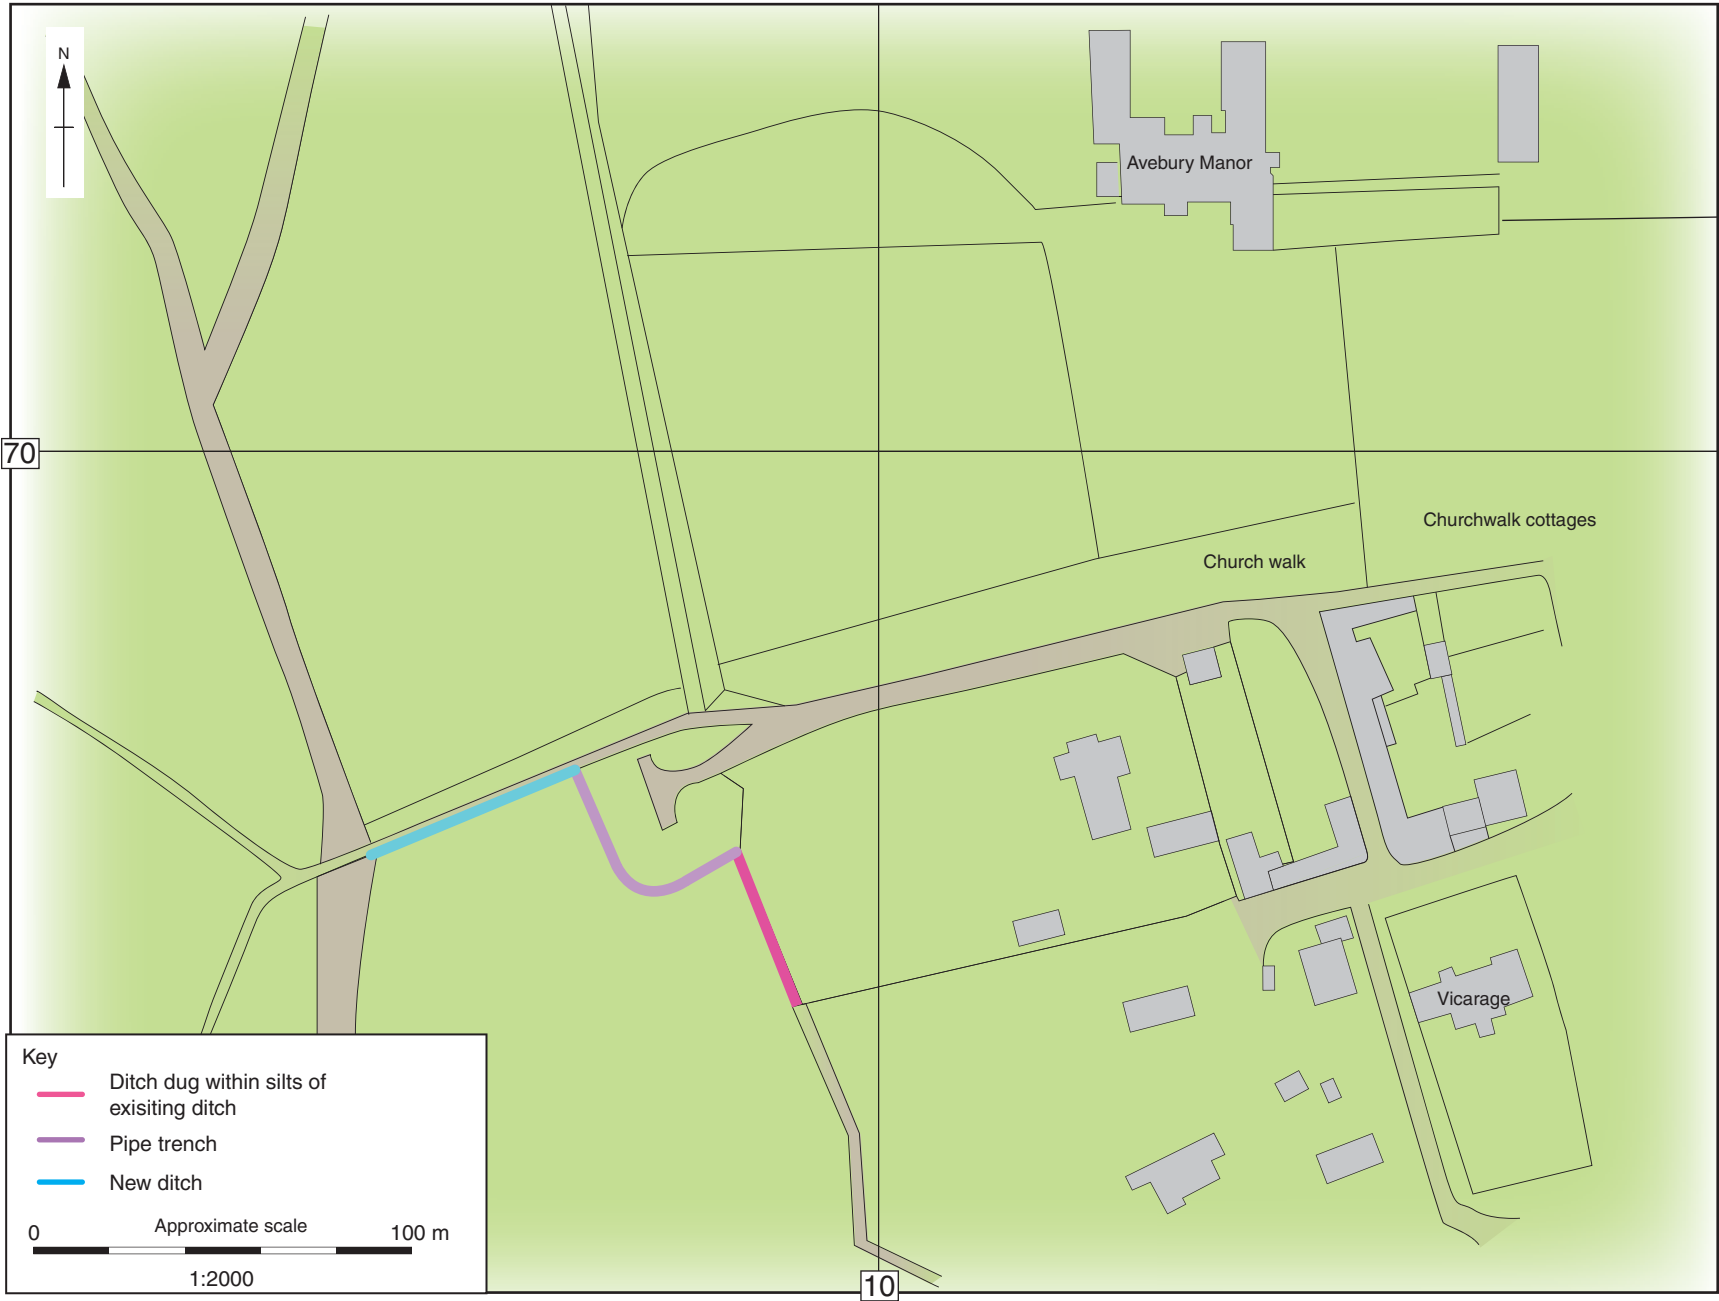 N
Avebury Manor
70
Churchwalk cottages
Church walk
Vicarage
Key
Ditch dug within silts of
exisiting ditch
Pipe trench
New ditch
0 Approximate scale 100 m
1:2000
10